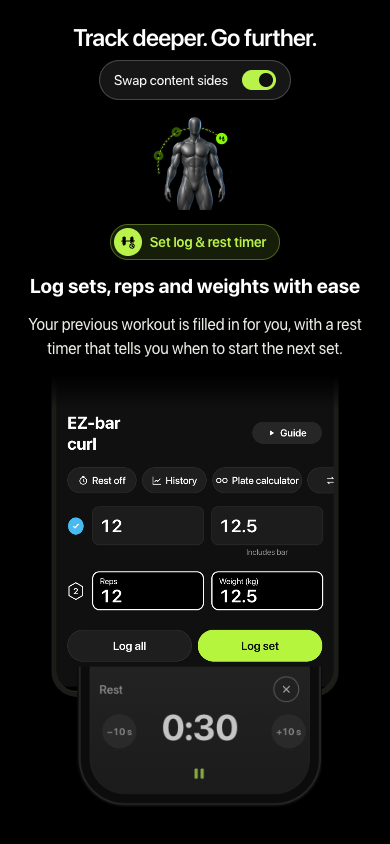 Track deeper. Go further.
Swap content sides
Set log & rest timer
Log sets, reps and weights with ease
Your previous workout is filled in for you, with a rest
timer that tells you when to start the next set.
EZ-bar
curl
Guide
Rest off
History
Plate calculator
12
12.5
Includes bar
2
Reps
12
Weight (kg)
12.5
Log all
Log set
Rest
−10 s
0:30
+10 s